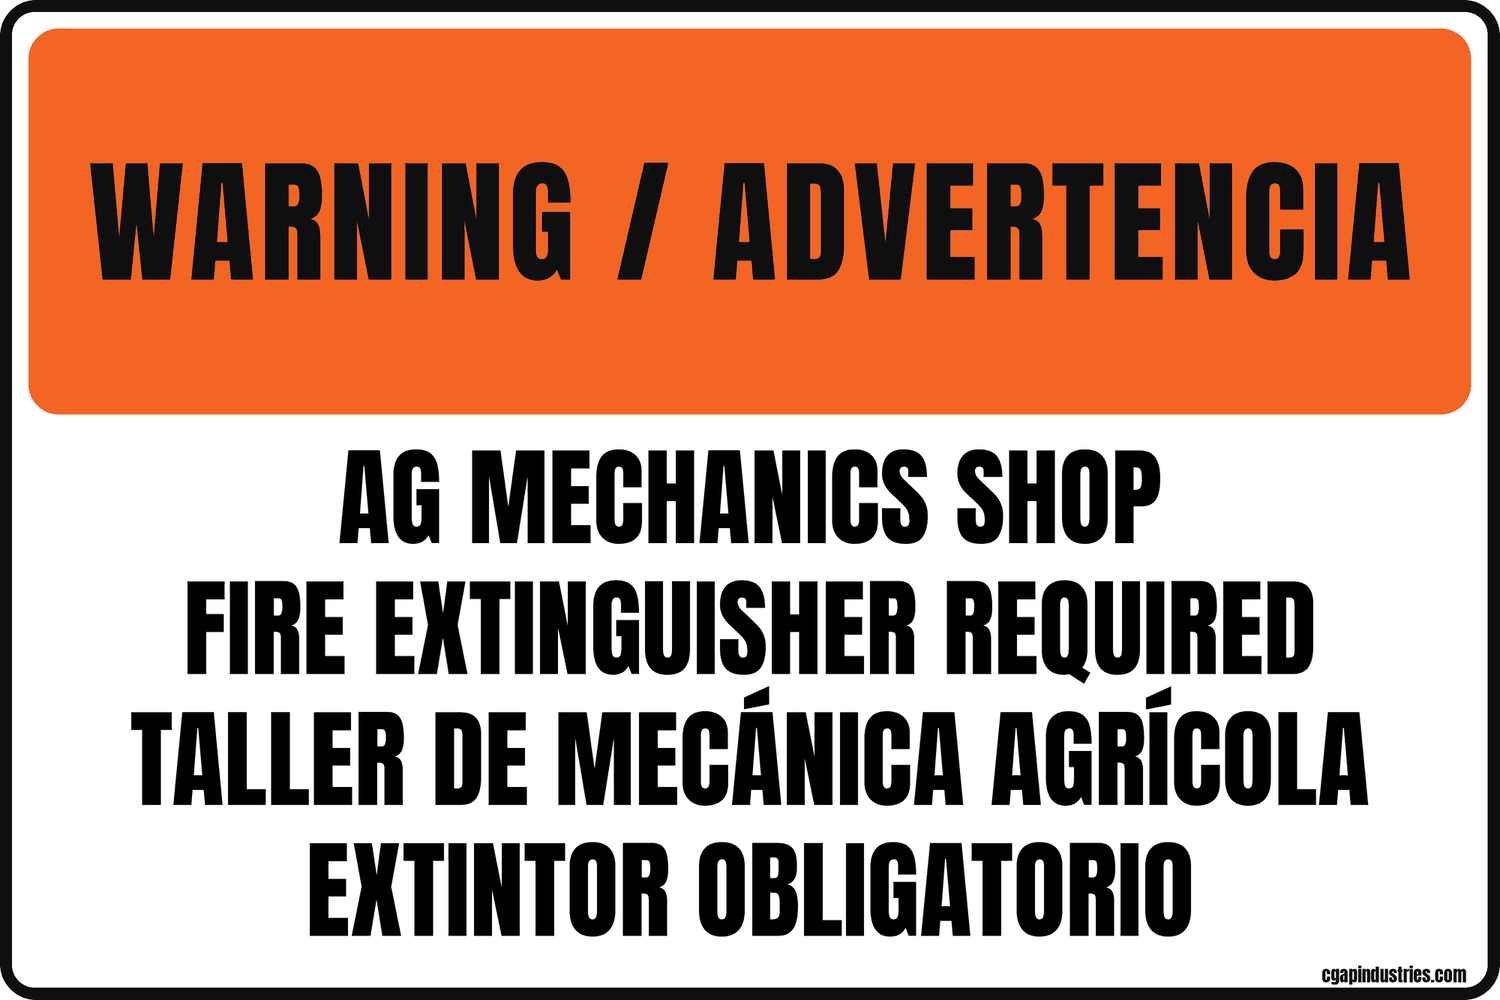 WARNING / ADVERTENCIA
AG MECHANICS SHOP
FIRE EXTINGUISHER REQUIRED
TALLER DE MECÁNICA AGRÍCOLA
EXTINTOR OBLIGATORIO
cgapindustries.com